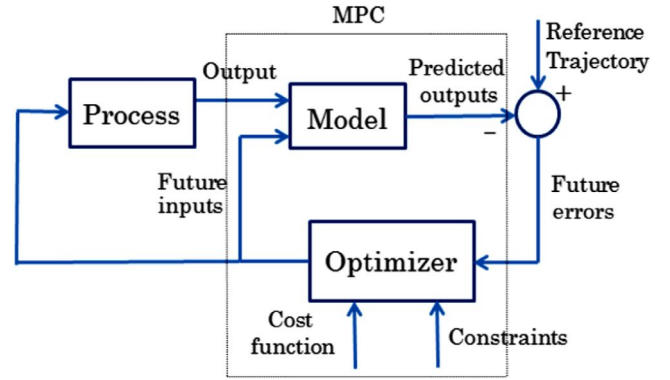 MPC
Reference
Trajectory
Output
Predicted
outputs
+
Process
Model
−
Future
inputs
Future
errors
Optimizer
Cost
function
Constraints